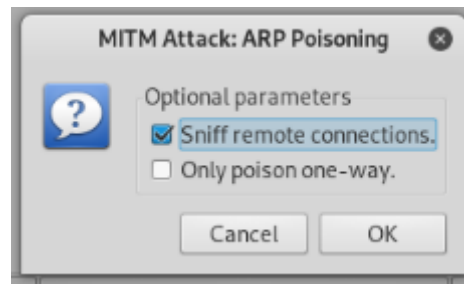 MITM Attack: ARP Poisoning
Optional parameters
Sniff remote connections.
Only poison one-way.
Cancel OK